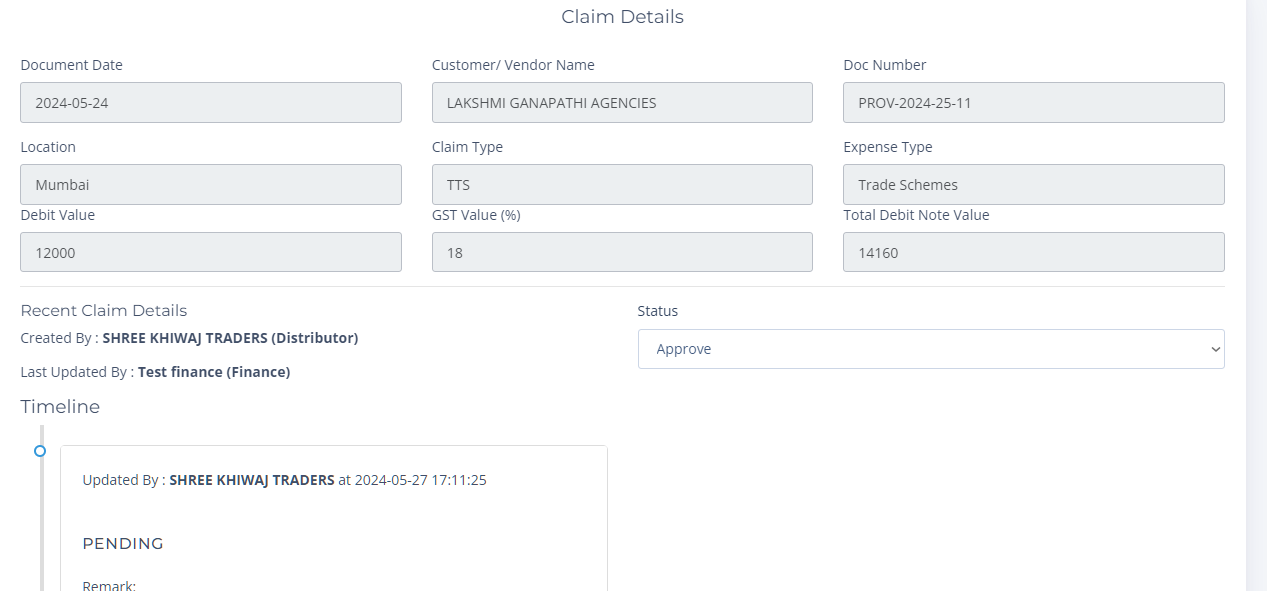 Claim Details
Document Date Customer/ Vendor Name Doc Number
2024-05-24 LAKSHMI GANAPATHI AGENCIES PROV-2024-25-11
Location Claim Type Expense Type
Mumbai TTS Trade Schemes
Debit Value GST Value (%) Total Debit Note Value
12000 18 14160
Recent Claim Details Status
Created By : SHREE KHIWAJ TRADERS (Distributor)
Approve
Last Updated By : Test finance (Finance)
Timeline
Updated By : SHREE KHIWAJ TRADERS at 2024-05-27 17:11:25
PENDING
Remark: